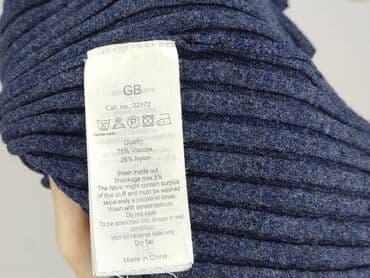 GB
Cat. no.: 32072
Quality
75% Viscose
25% Nylon
Wash inside out
Shrinkage max 5%
The fabric might contain surplus
of dye stuff and must be washed
separately a couple of times
Wash with similar colours
Do not soak
To be stretched into shape in wet
condition
Iron on reverse side only
Dry flat
Made in China